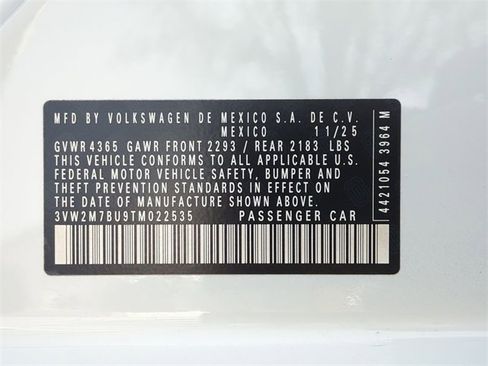 MFD BY VOLKSWAGEN DE MEXICO S.A. DE C.V.
MEXICO 11/25
GVWR 4365 GAWR FRONT 2293 / REAR 2183 LBS
THIS VEHICLE CONFORMS TO ALL APPLICABLE
FEDERAL MOTOR VEHICLE SAFETY, BUMPER AND
THEFT PREVENTION STANDARDS IN EFFECT ON
THE DATE OF MANUFACTURE SHOWN ABOVE.
3VW2M7BU9TM022535 PASSENGER CAR
4421054 3964 M